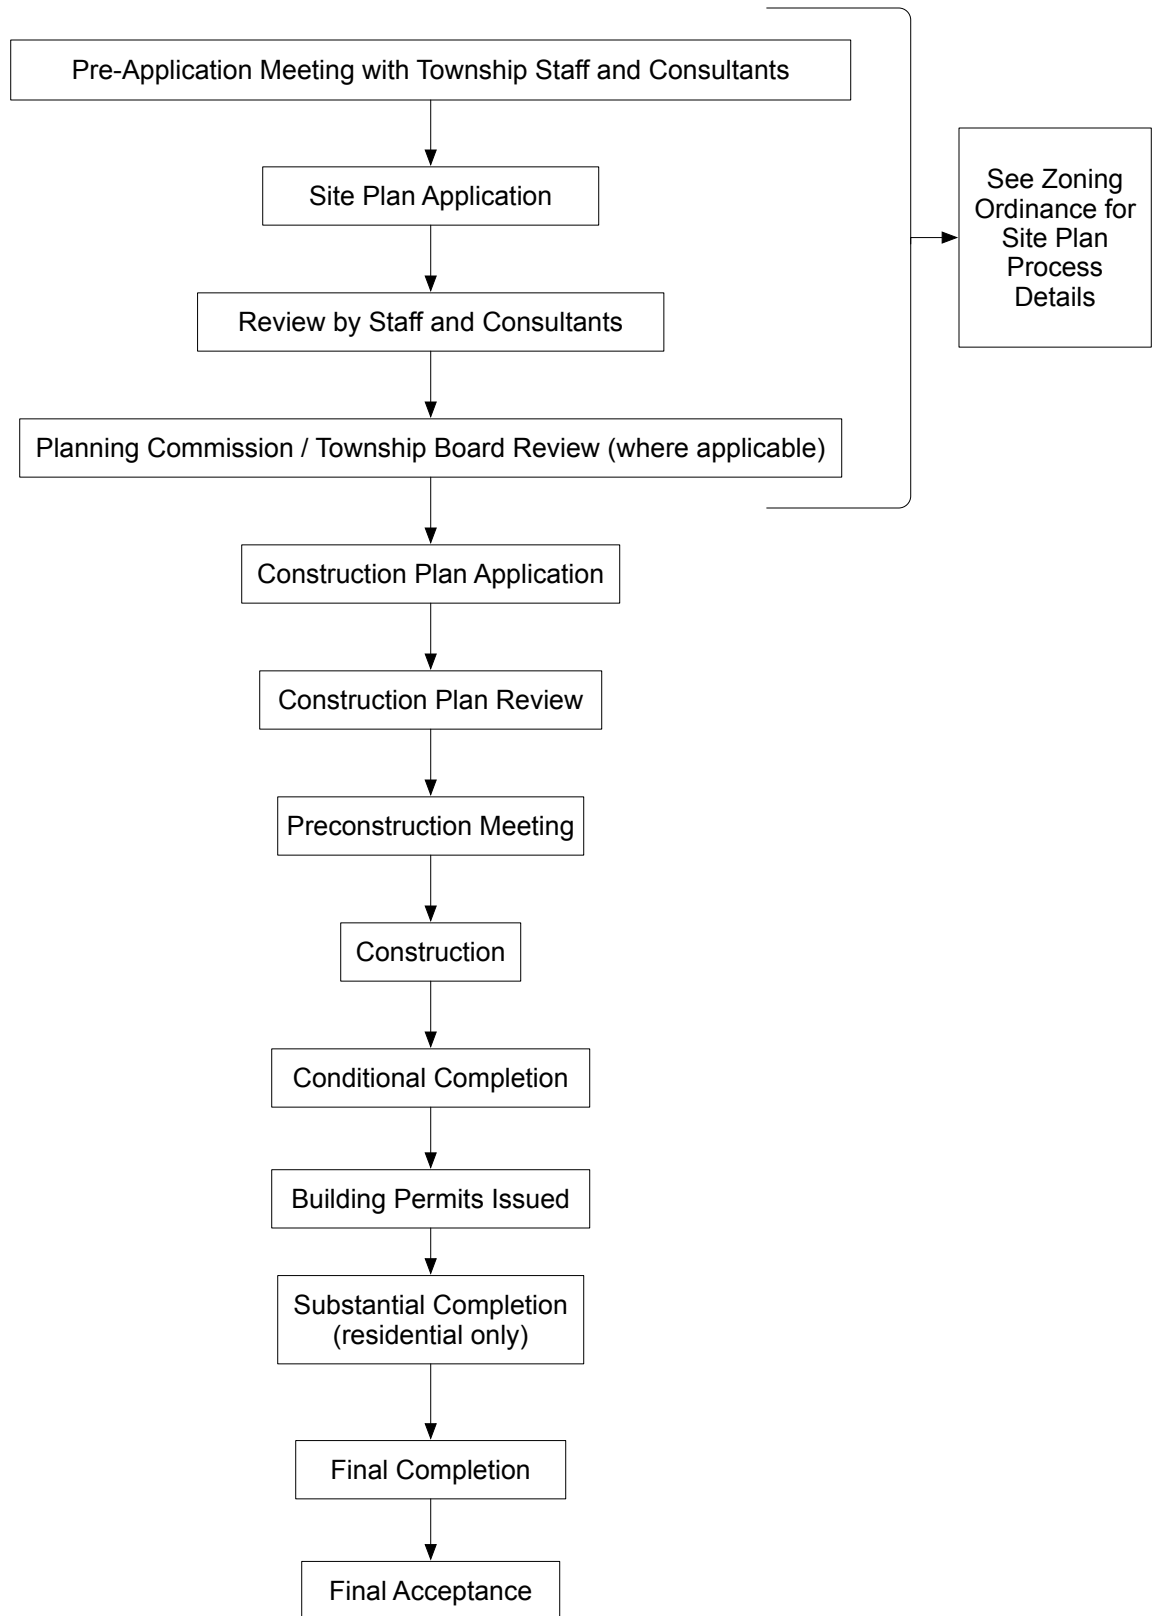 Pre-Application Meeting with Township Staff and Consultants
Site Plan Application
Review by Staff and Consultants
Planning Commission / Township Board Review (where applicable)
See Zoning
Ordinance for
Site Plan
Process
Details
Construction Plan Application
Construction Plan Review
Preconstruction Meeting
Construction
Conditional Completion
Building Permits Issued
Substantial Completion
(residential only)
Final Completion
Final Acceptance